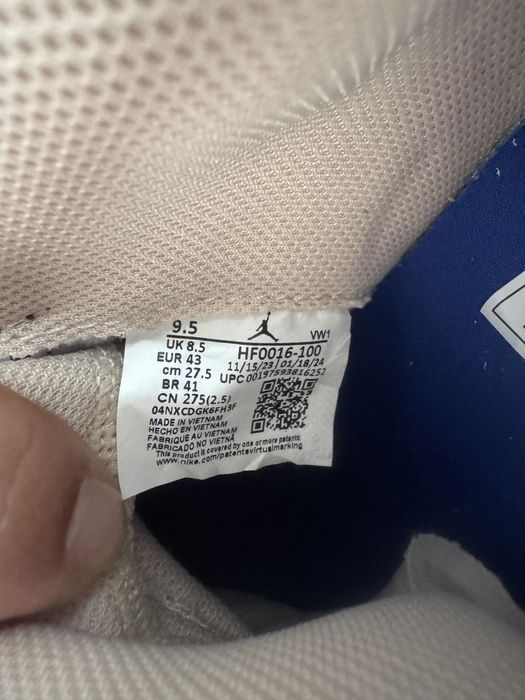 9.5
VW1
UK 8.5
HF0016-100
EUR 43
11/15/23 /01/18/24
cm 27.5
UPC 00197593816252
BR 41
CN 275(2.5)
04NXCDGK6FH3F
MADE IN VIETNAM
HECHO EN VIETNAM
FABRIQUE AU VIETNAM
FABRICADO NO VIETNÃ
This product is covered by one or more patents:
www.nike.com/patentsvirtualmarking